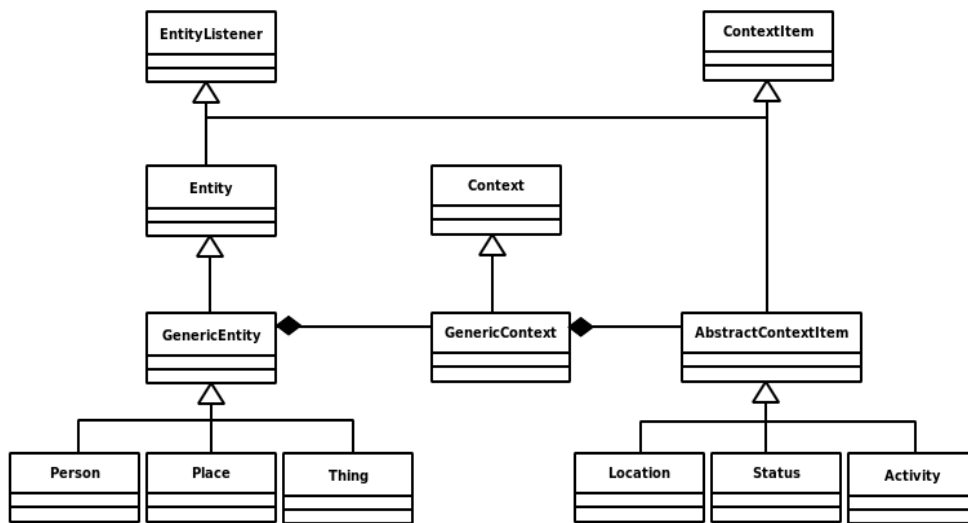 EntityListener
ContextItem
Entity
Context
GenericEntity
GenericContext
AbstractContextItem
Person
Place
Thing
Location
Status
Activity